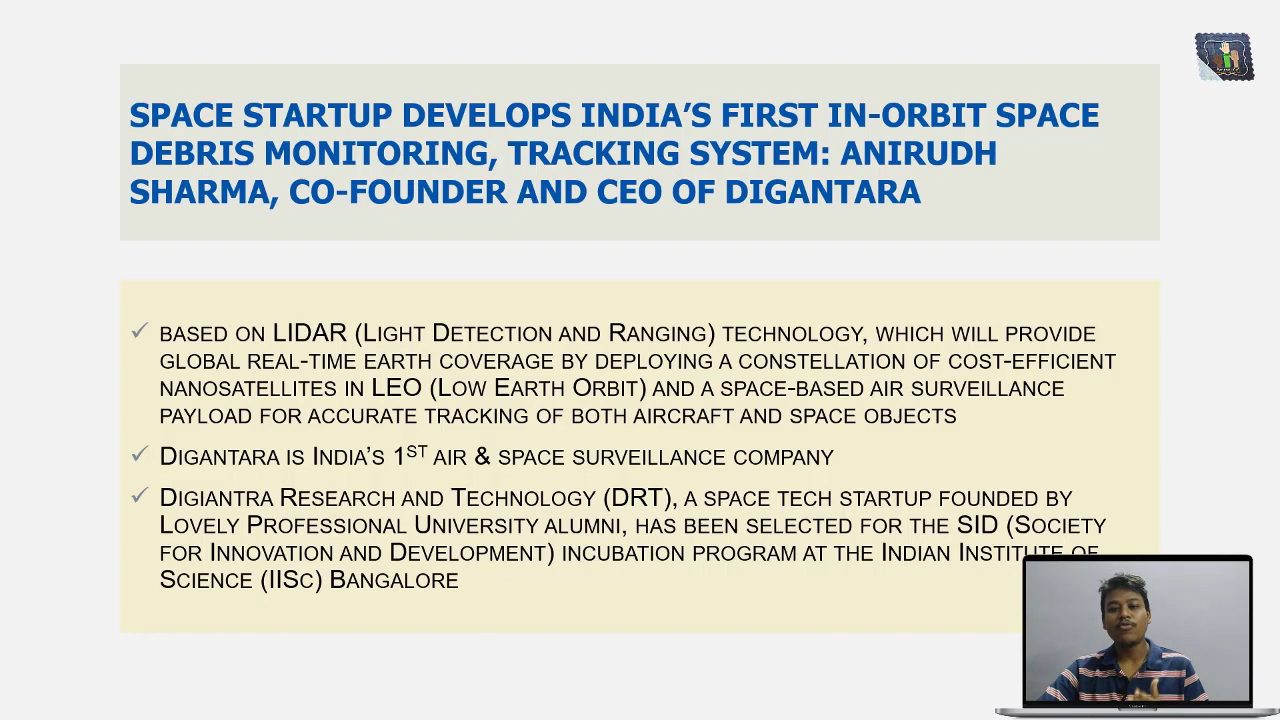 SPACE STARTUP DEVELOPS INDIA'S FIRST IN-ORBIT SPACE
DEBRIS MONITORING, TRACKING SYSTEM: ANIRUDH
SHARMA, CO-FOUNDER AND CEO OF DIGANTARA
✓ BASED ON LIDAR (LIGHT DETECTION AND RANGING) TECHNOLOGY, WHICH WILL PROVIDE
GLOBAL REAL-TIME EARTH COVERAGE BY DEPLOYING A CONSTELLATION OF COST-EFFICIENT
NANOSATELLITES IN LEO (LOW EARTH ORBIT) AND A SPACE-BASED AIR SURVEILLANCE
PAYLOAD FOR ACCURATE TRACKING OF BOTH AIRCRAFT AND SPACE OBJECTS
✓ DIGANTARA IS INDIA'S 1ST AIR & SPACE SURVEILLANCE COMPANY
✓ DIGIANTRA RESEARCH AND TECHNOLOGY (DRT), A SPACE TECH STARTUP FOUNDED BY
LOVELY PROFESSIONAL UNIVERSITY ALUMNI, HAS BEEN SELECTED FOR THE SID (SOCIETY
FOR INNOVATION AND DEVELOPMENT) INCUBATION PROGRAM AT THE INDIAN INSTITUTE OF
SCIENCE (IISC) BANGALORE